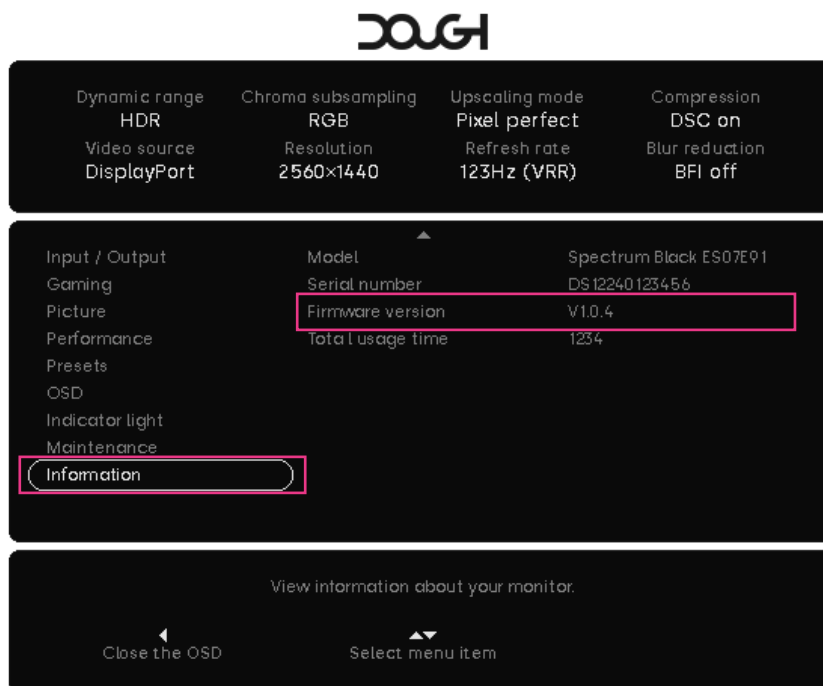 DOUGH
Dynamic range Chroma subsampling Upscaling mode Compression
HDR RGB Pixel perfect DSC on
Video source Resolution Refresh rate Blur reduction
DisplayPort 2560×1440 123Hz (VRR) BFI off
Input / Output Model Spectrum Black ES07E91
Gaming Serial number DS12240123456
Picture Firmware version V1.0.4
Performance Total usage time 1234
Presets
OSD
Indicator light
Maintenance
Information
View information about your monitor.
Close the OSD Select menu item